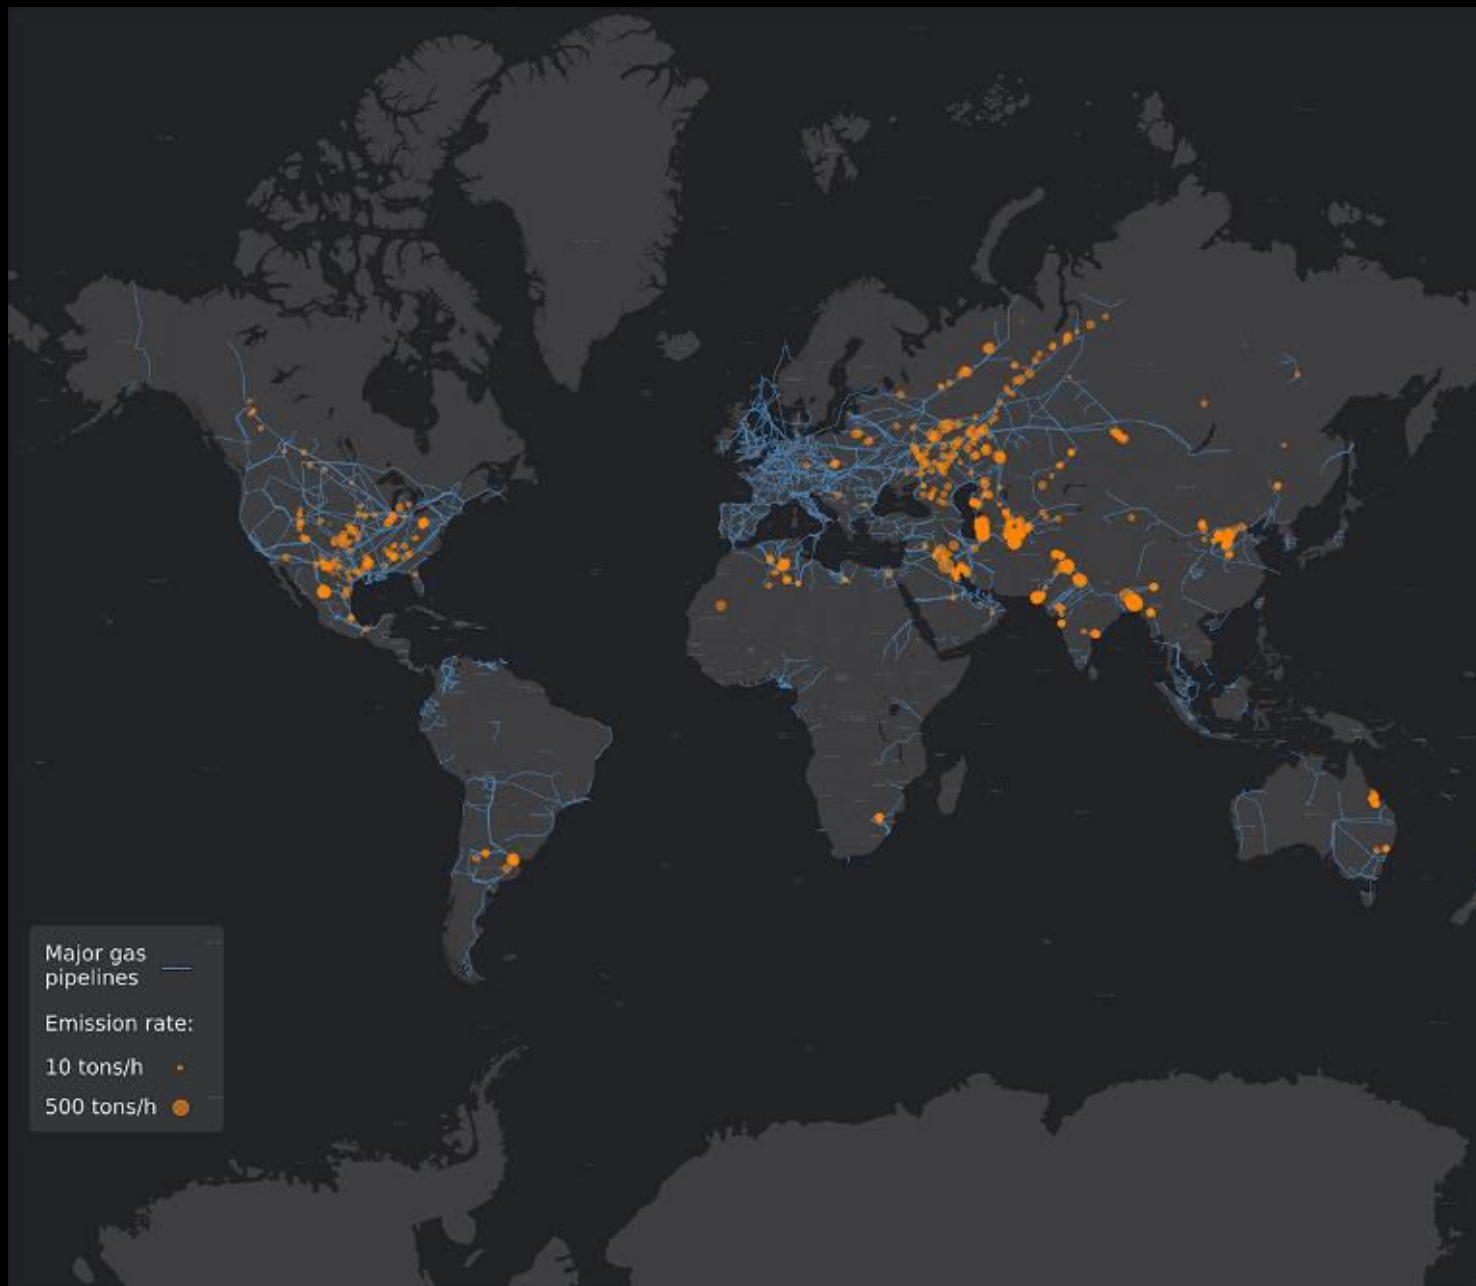 Major gas
pipelines
Emission rate:
10 tons/h
500 tons/h